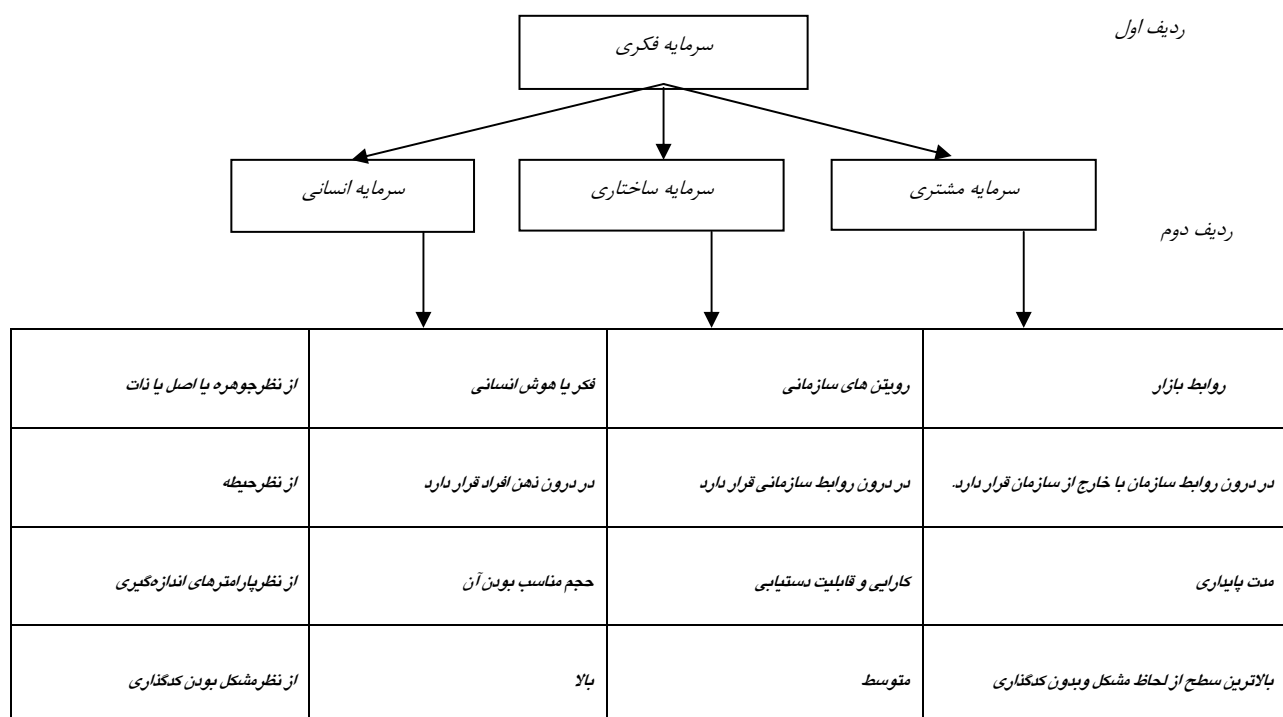 ردیف اول
سرمایه فکری
سرمایه مشتری
سرمایه ساختاری
سرمایه انسانی
ردیف دوم
روابط بازار
رویتن های سازمانی
فکر یا هوش انسانی
از نظرجوهره یا اصل یا ذات
در درون روابط سازمان با خارج از سازمان قرار دارد.
در درون روابط سازمانی قرار دارد
در درون ذهن افراد قرار دارد
از نظرحیطه
مدت پایداری
کارایی و قابلیت دستیابی
حجم مناسب بودن آن
از نظرپارامترهای اندازه‌گیری
بالاترین سطح از لحاظ مشکل وبدون کدگذاری
متوسط
بالا
از نظرمشکل بودن کدگذاری